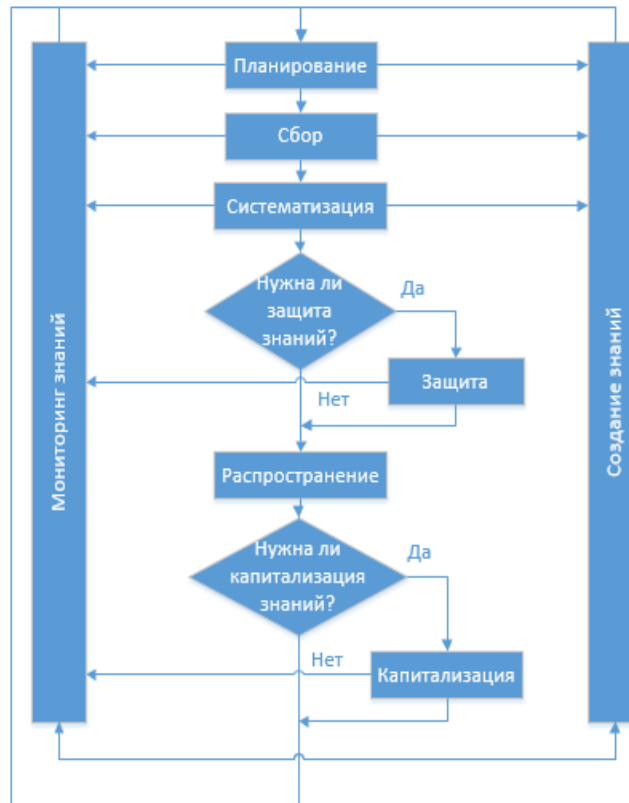 Планирование
Сбор
Систематизация
Нужна ли
защита
знаний?
Да
Защита
Нет
Распространение
Нужна ли
капитализация
знаний?
Да
Нет
Капитализация
Мониторинг знаний
Создание знаний